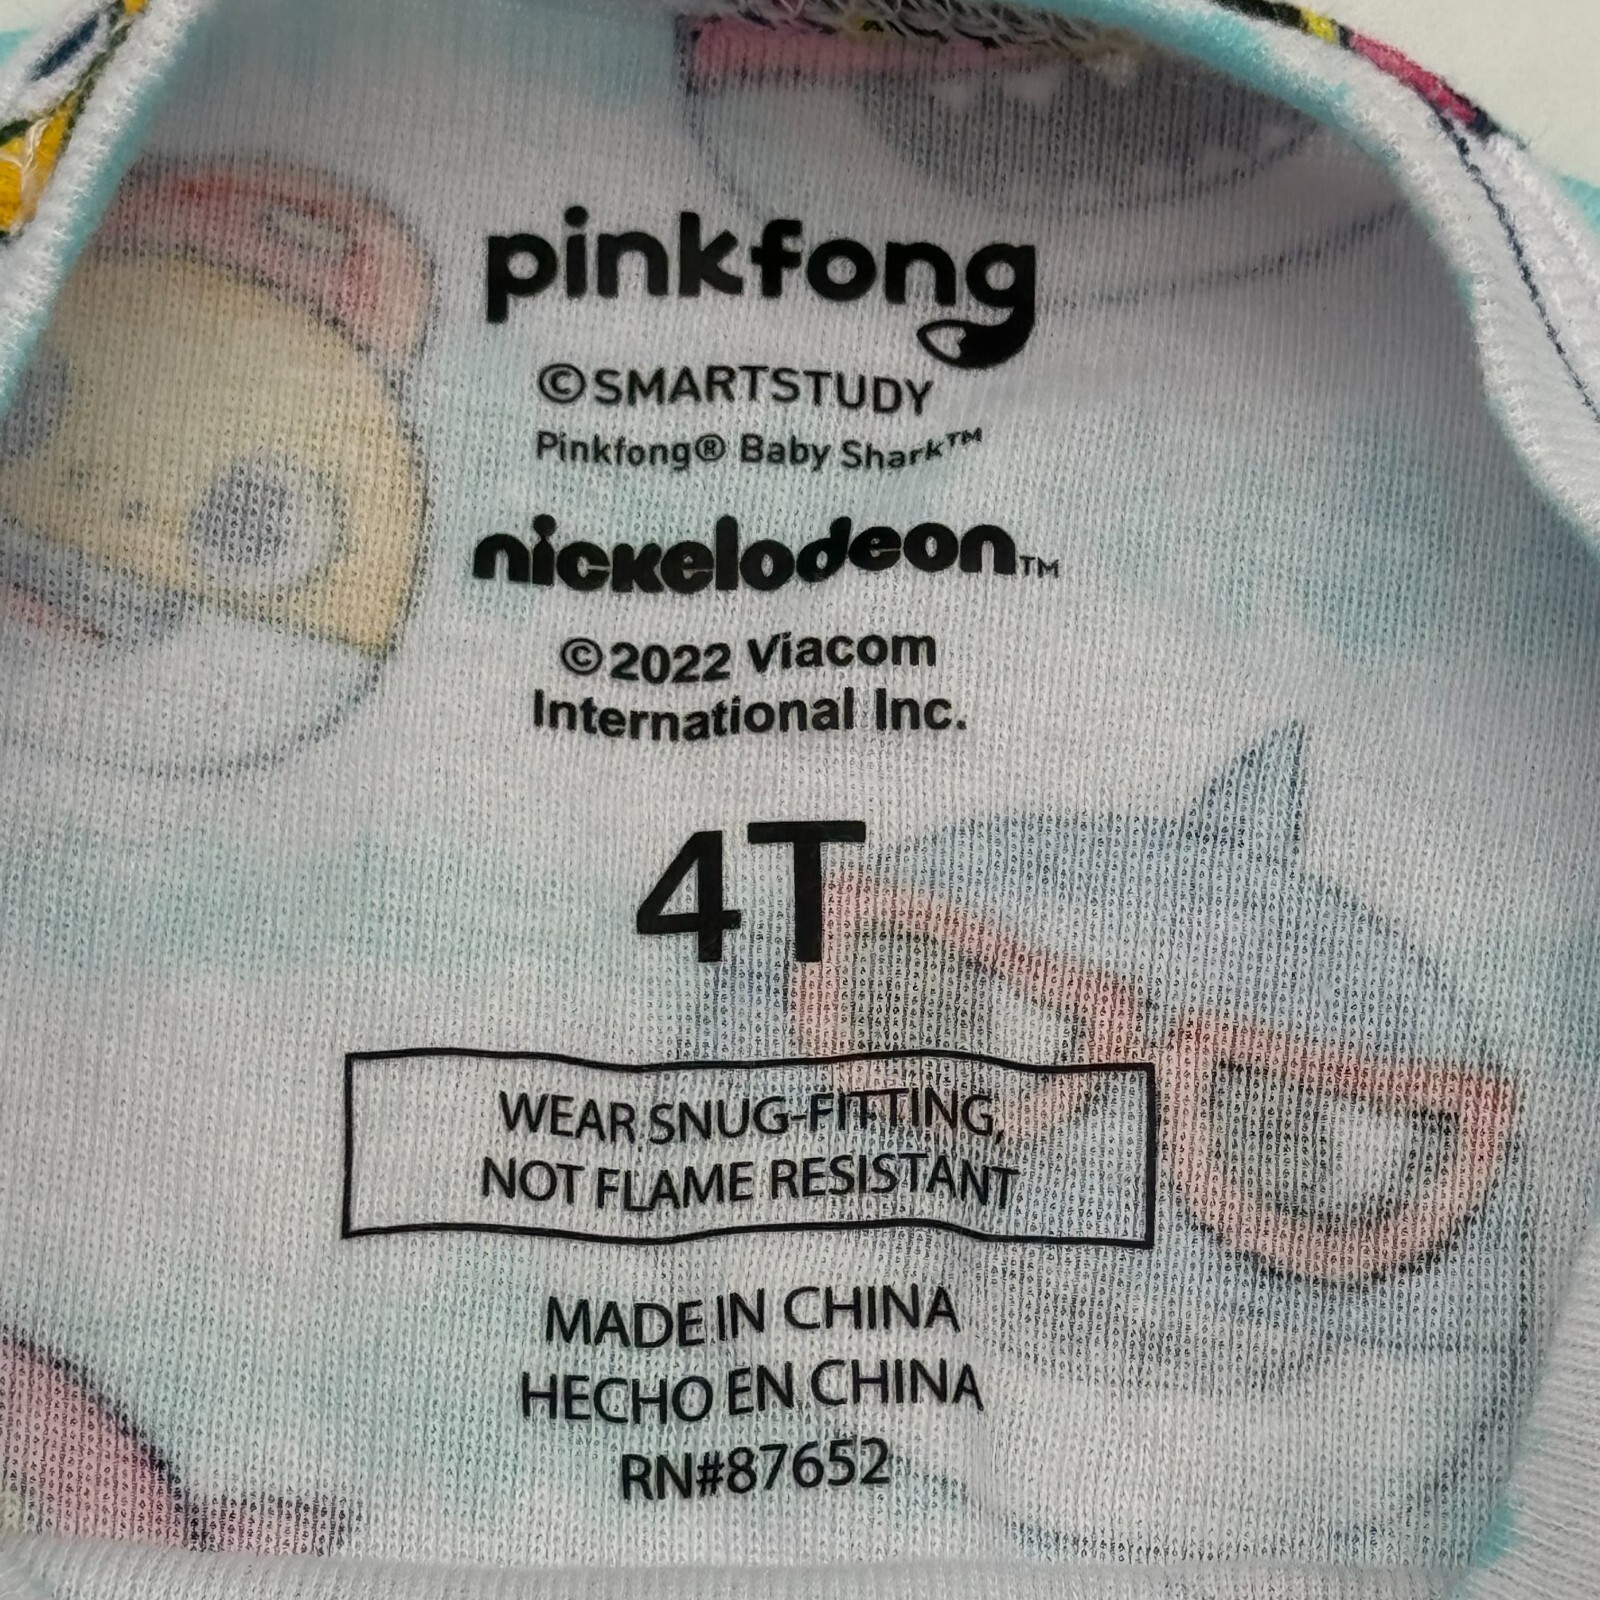 pinkfong
©SMARTSTUDY
Pinkfong® Baby Shark™
nickelodeon™
©2022 Viacom
International Inc.
4T
WEAR SNUG-FITTING,
NOT FLAME RESISTANT
MADE IN CHINA
HECHO EN CHINA
RN#87652